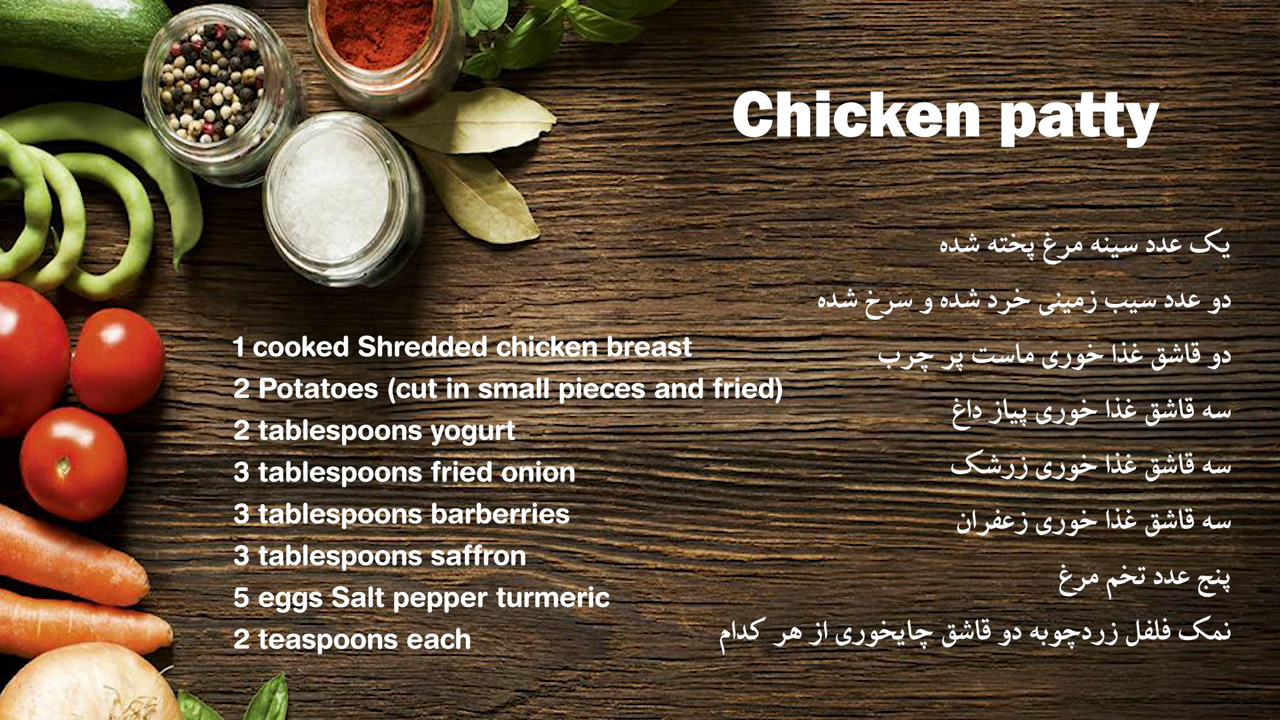 Chicken patty
1 cooked Shredded chicken breast
2 Potatoes (cut in small pieces and fried)
2 tablespoons yogurt
3 tablespoons fried onion
3 tablespoons barberries
3 tablespoons saffron
5 eggs Salt pepper turmeric
2 teaspoons each
یک عدد سینه مرغ پخته شده
دو عدد سیب زمینی خرد شده و سرخ شده
دو قاشق غذا خوری ماست پر چرب
سه قاشق غذا خوری پیاز داغ
سه قاشق غذا خوری زرشک
سه قاشق غذا خوری زعفران
پنج عدد تخم مرغ
نمک فلفل زردچوبه دو قاشق چایخوری از هر کدام